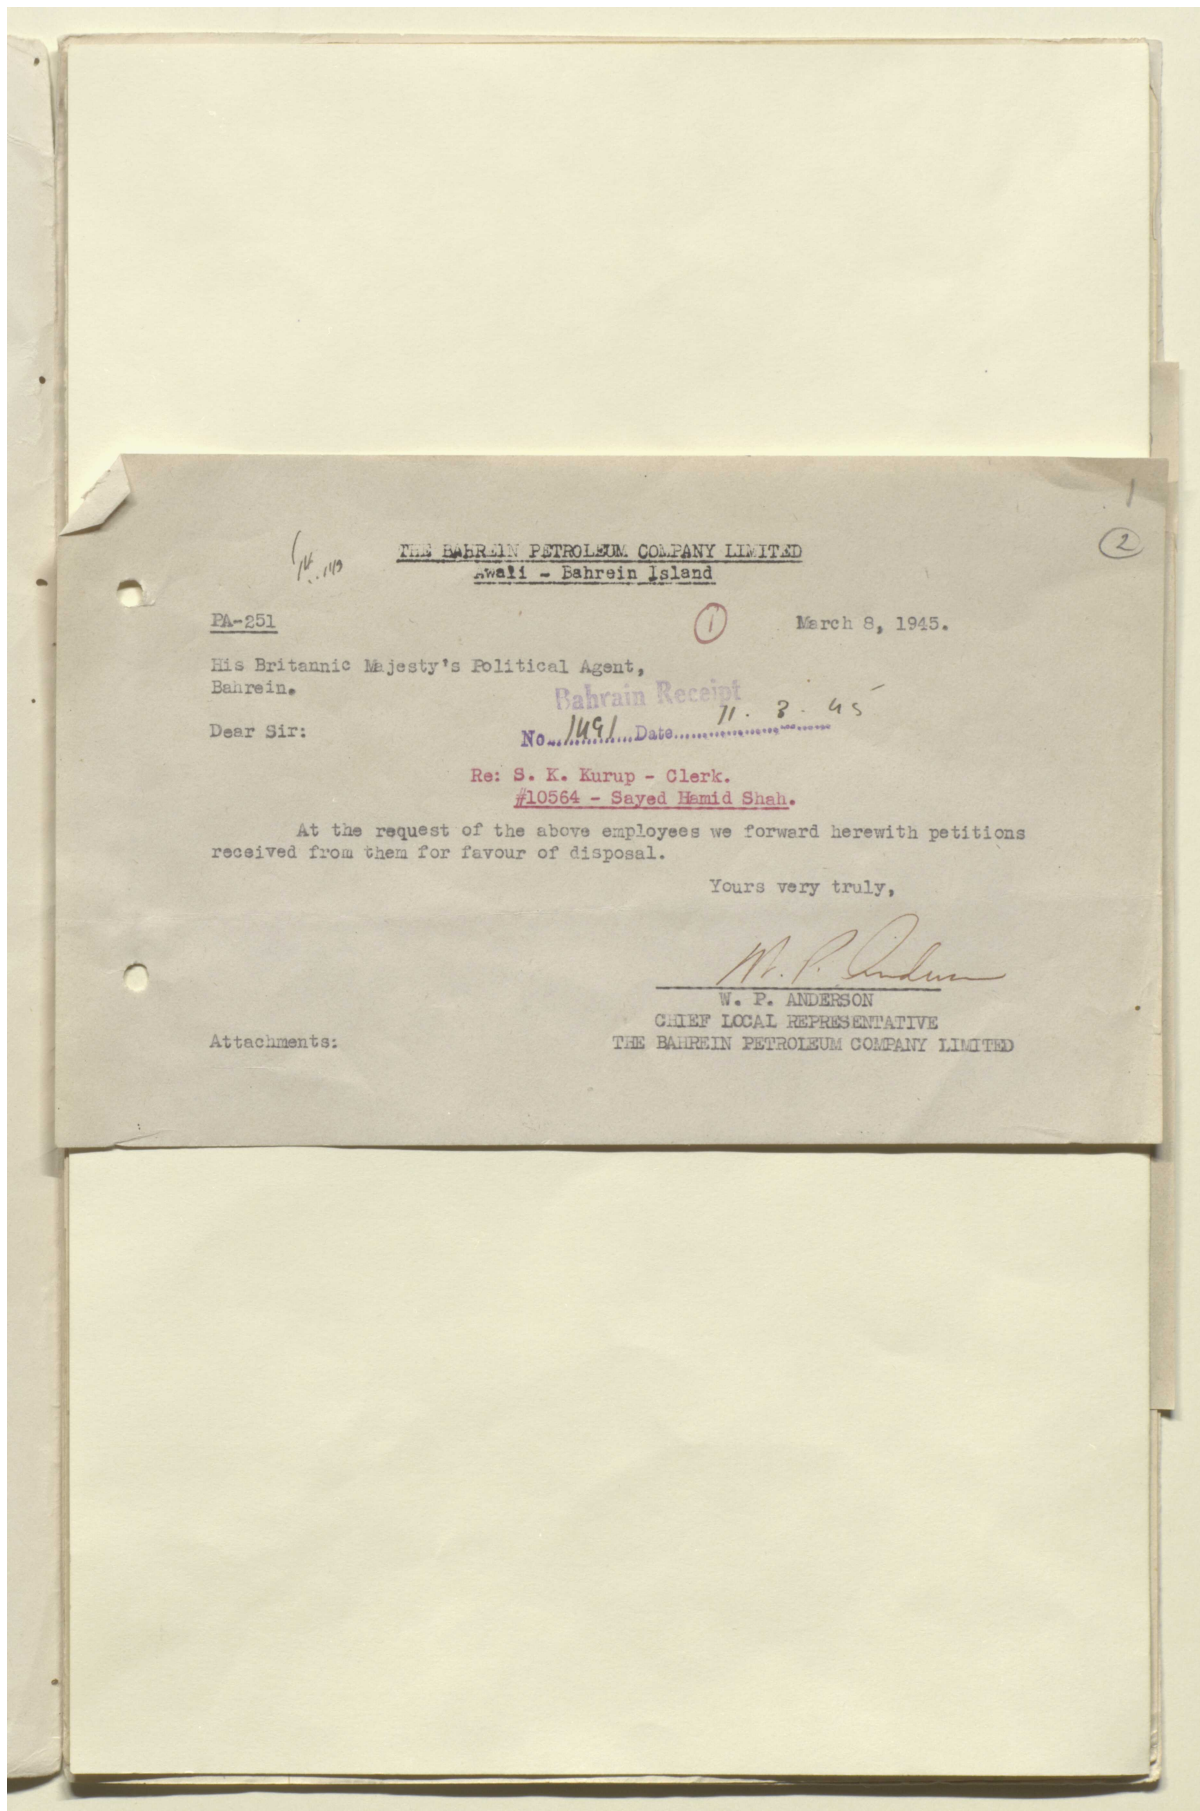 1
2
THE BAHREIN PETROLEUM COMPANY LIMITED
Awali - Bahrein Island
PA-251
1
March 8, 1945.
His Britannic Majesty's Political Agent,
Bahrein.
Bahrain Receipt
Dear Sir:
No. 1491 Date 11. 3. 45
Re: S. K. Kurup - Clerk.
#10564 - Sayed Hamid Shah.
At the request of the above employees we forward herewith petitions
received from them for favour of disposal.
Yours very truly,
W. P. Anderson
W. P. ANDERSON
CHIEF LOCAL REPRESENTATIVE
Attachments:
THE BAHREIN PETROLEUM COMPANY LIMITED